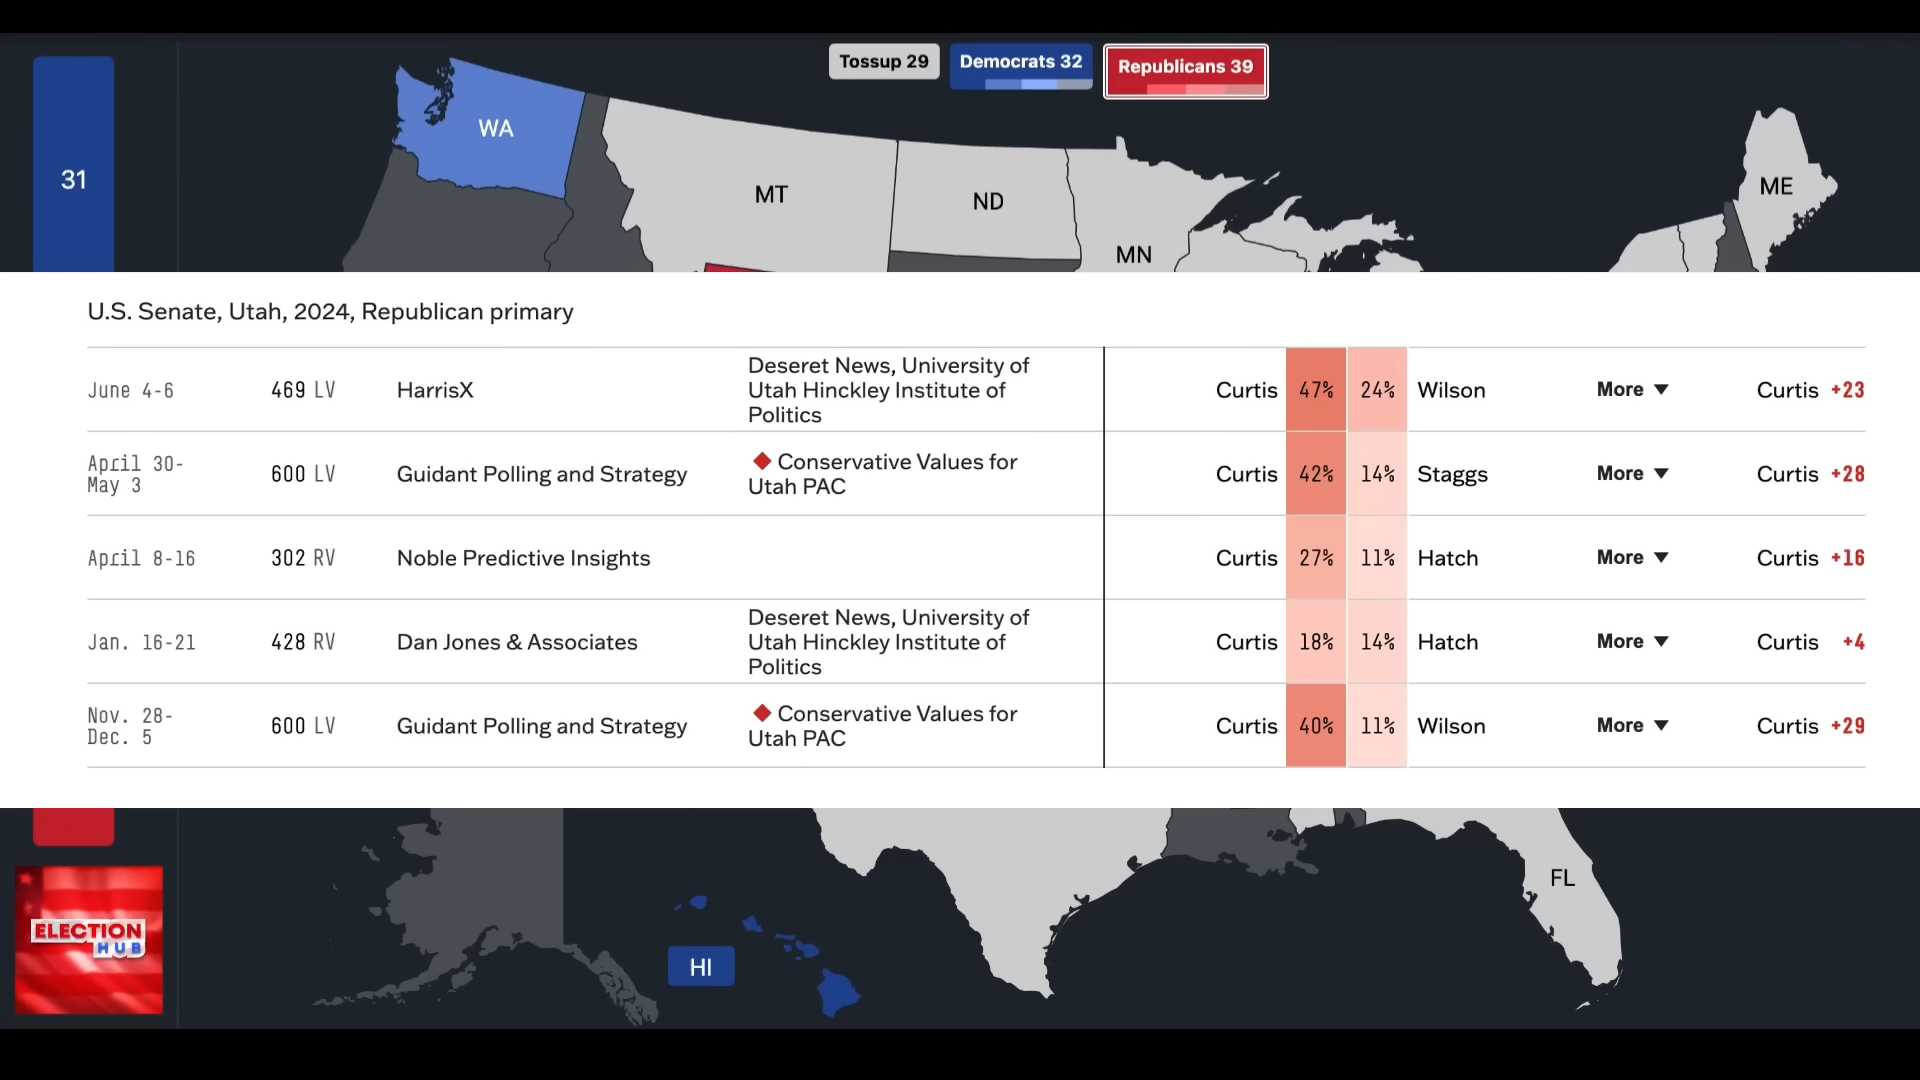 Tossup 29
Democrats 32
Republicans 39
31
WA
MT
ND
MN
ME
U.S. Senate, Utah, 2024, Republican primary
June 4-6 469 LV HarrisX Deseret News, University of Utah Hinckley Institute of Politics Curtis 47% 24% Wilson More ▼ Curtis +23
April 30-May 3 600 LV Guidant Polling and Strategy ◆ Conservative Values for Utah PAC Curtis 42% 14% Staggs More ▼ Curtis +28
April 8-16 302 RV Noble Predictive Insights Curtis 27% 11% Hatch More ▼ Curtis +16
Jan. 16-21 428 RV Dan Jones & Associates Deseret News, University of Utah Hinckley Institute of Politics Curtis 18% 14% Hatch More ▼ Curtis +4
Nov. 28-Dec. 5 600 LV Guidant Polling and Strategy ◆ Conservative Values for Utah PAC Curtis 40% 11% Wilson More ▼ Curtis +29
FL
ELECTION
HUB
HI